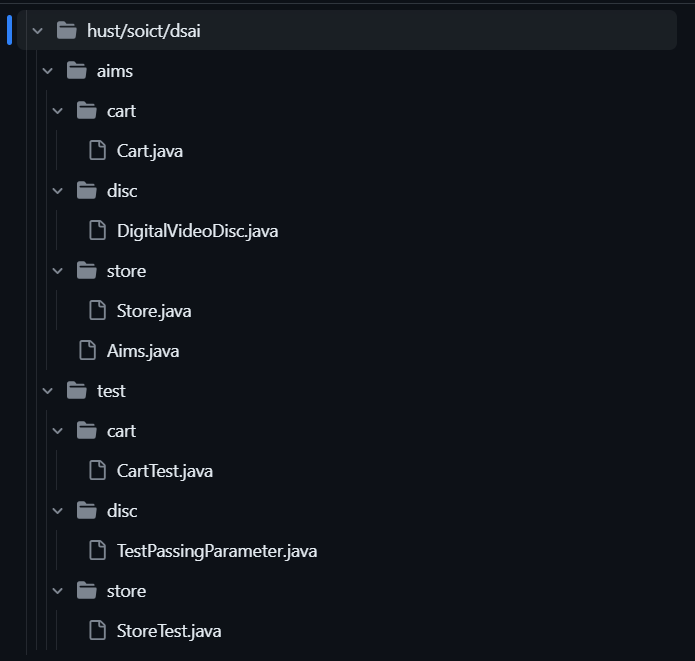 hust/soict/dsai
aims
cart
Cart.java
disc
DigitalVideoDisc.java
store
Store.java
Aims.java
test
cart
CartTest.java
disc
TestPassingParameter.java
store
StoreTest.java